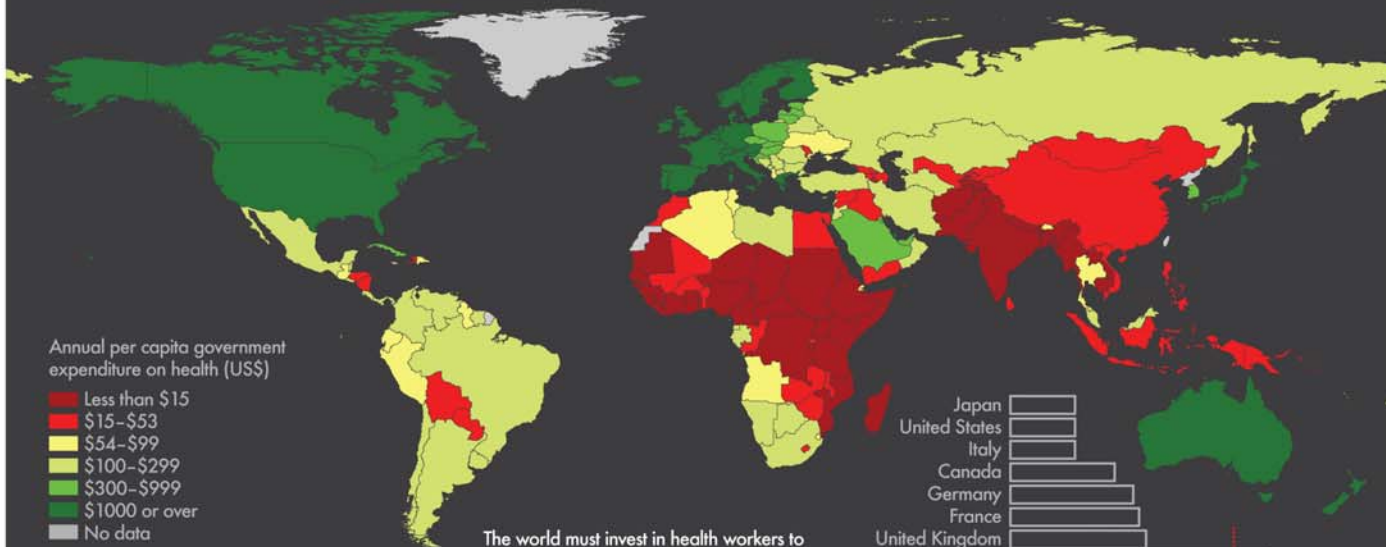 Annual per capita government
expenditure on health (US$)
Less than $15
$15–$53
$54–$99
$100–$299
$300–$999
$1000 or over
No data
The world must invest in health workers to
Japan
United States
Italy
Canada
Germany
France
United Kingdom